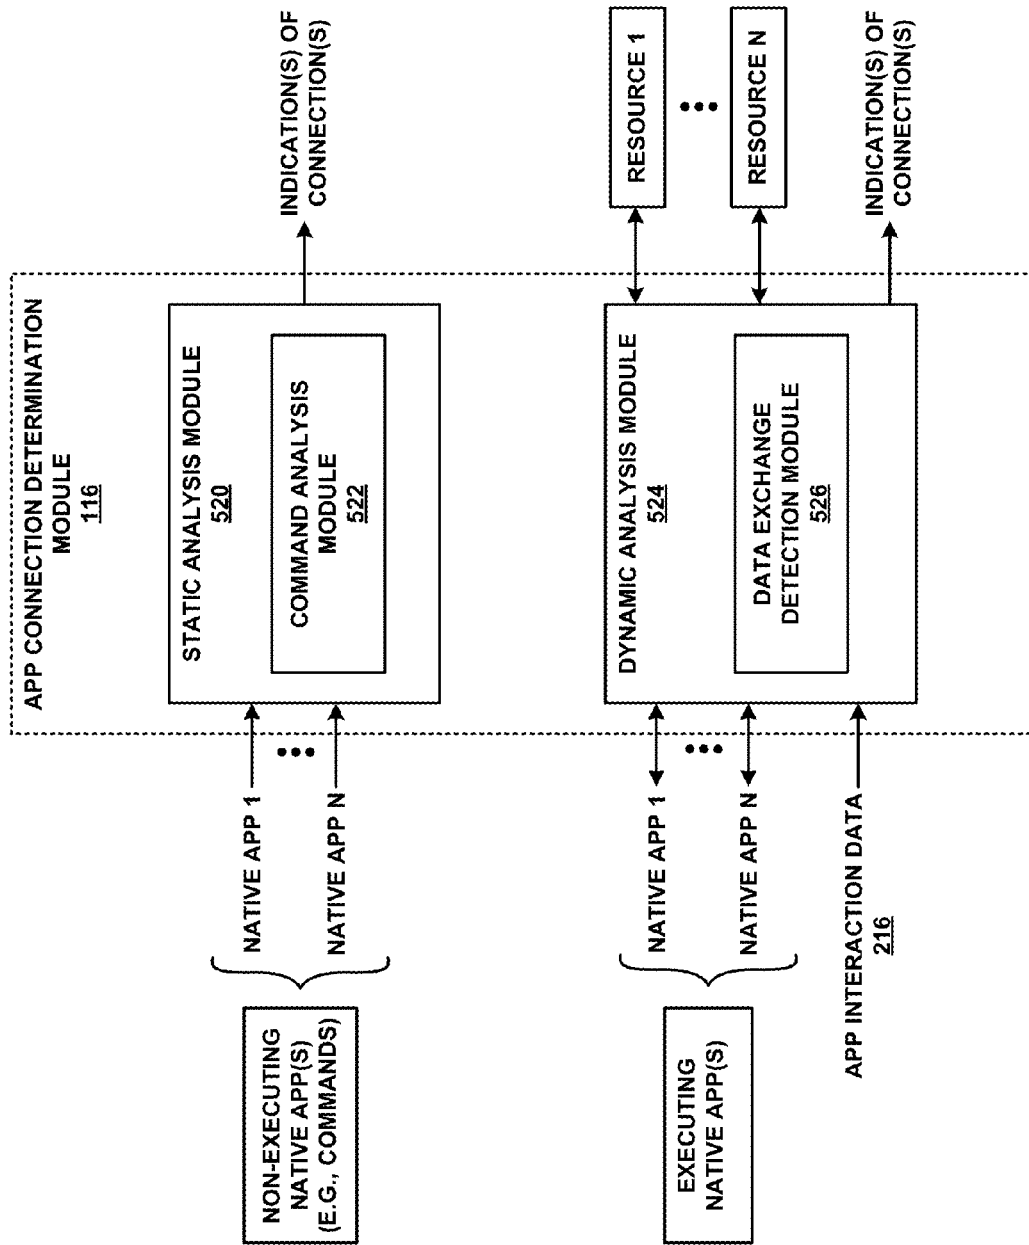 APP CONNECTION DETERMINATION
MODULE
116
NON-EXECUTING
NATIVE APP(S)
(E.G., COMMANDS)
NATIVE APP 1
•••
NATIVE APP N
STATIC ANALYSIS MODULE
520
COMMAND ANALYSIS
MODULE
522
INDICATION(S) OF
CONNECTION(S)
EXECUTING
NATIVE APP(S)
NATIVE APP 1
•••
NATIVE APP N
APP INTERACTION DATA
216
DYNAMIC ANALYSIS MODULE
524
DATA EXCHANGE
DETECTION MODULE
526
RESOURCE 1
•••
RESOURCE N
INDICATION(S) OF
CONNECTION(S)